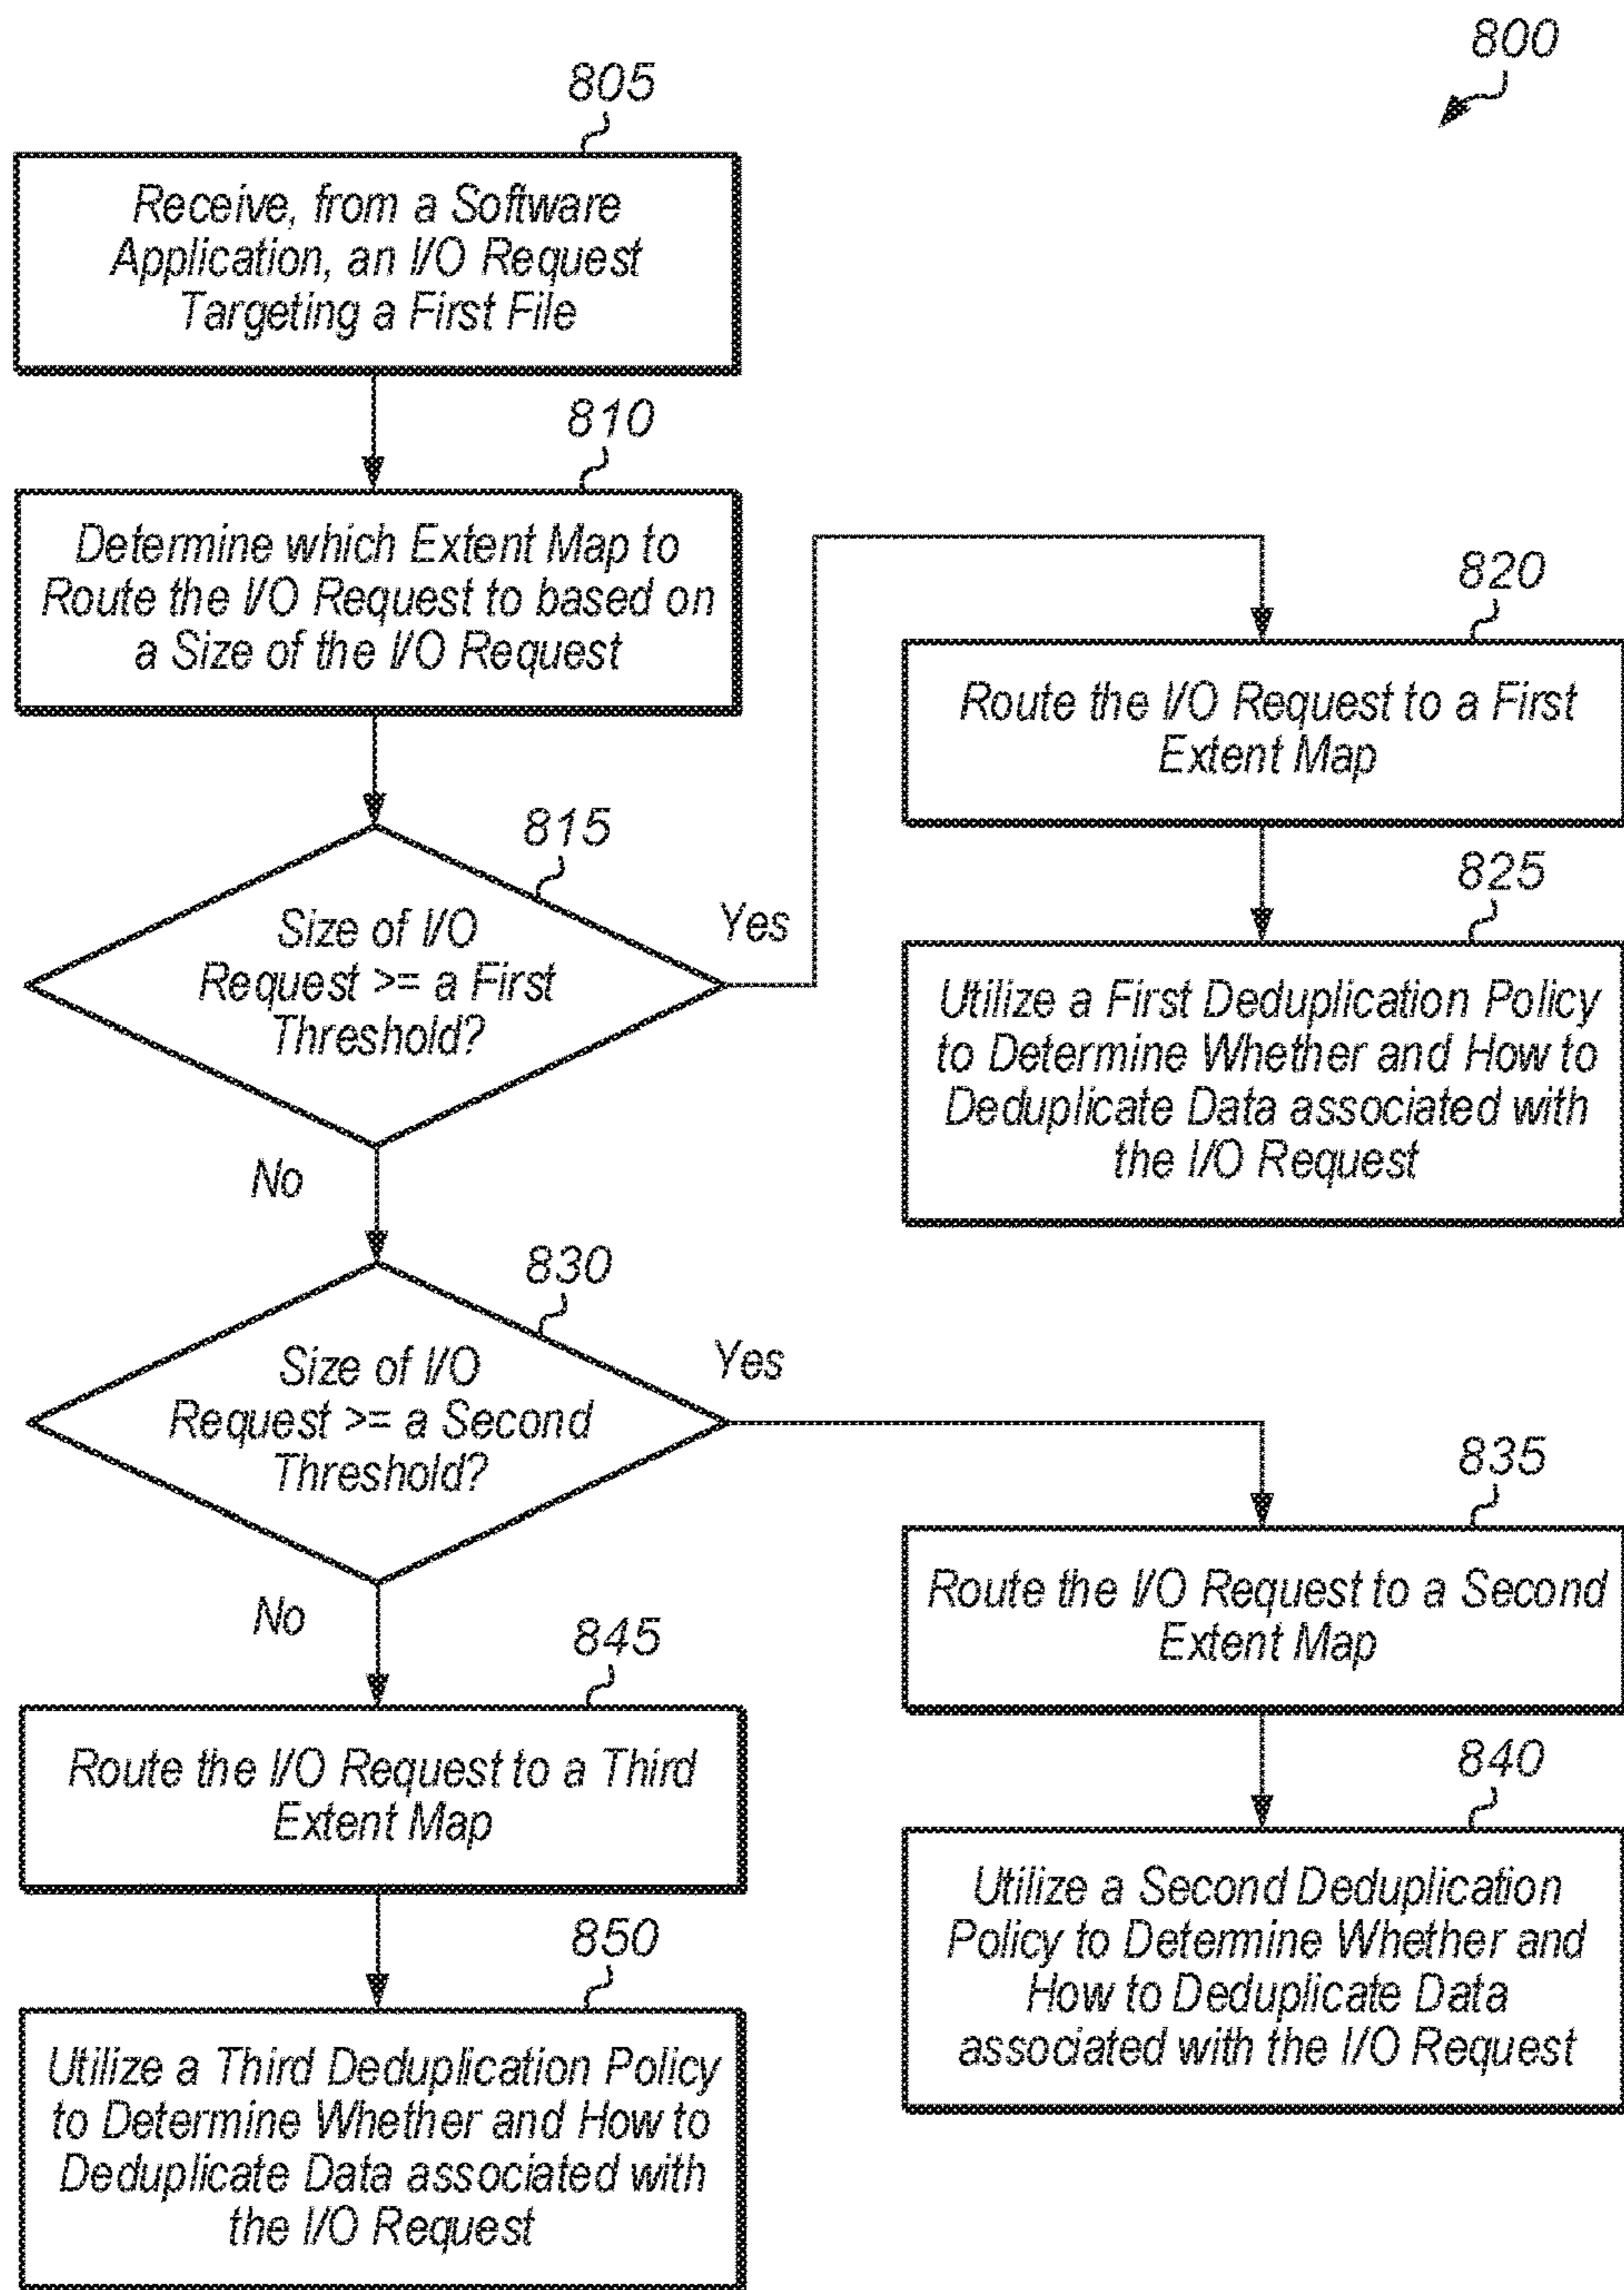 800
805
Receive, from a Software
Application, an I/O Request
Targeting a First File
810
Determine which Extent Map to
Route the I/O Request to based on
a Size of the I/O Request
815
Size of I/O
Request >= a First
Threshold?
Yes
No
820
Route the I/O Request to a First
Extent Map
825
Utilize a First Deduplication Policy
to Determine Whether and How to
Deduplicate Data associated with
the I/O Request
830
Size of I/O
Request >= a Second
Threshold?
Yes
No
835
Route the I/O Request to a Second
Extent Map
840
Utilize a Second Deduplication
Policy to Determine Whether and
How to Deduplicate Data
associated with the I/O Request
845
Route the I/O Request to a Third
Extent Map
850
Utilize a Third Deduplication Policy
to Determine Whether and How to
Deduplicate Data associated with
the I/O Request